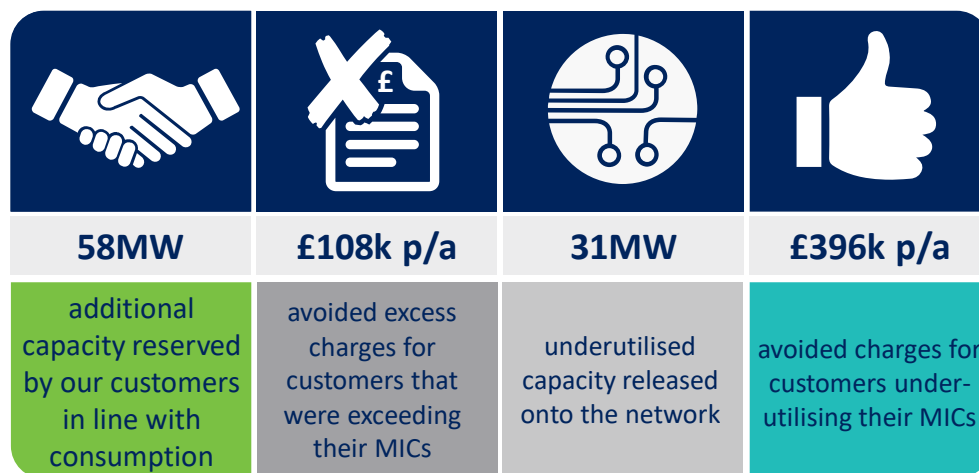 £
58MW
£108k p/a
31MW
£396k p/a
additional
capacity reserved
by our customers
in line with
consumption
avoided excess
charges for
customers that
were exceeding
their MICs
underutilised
capacity released
onto the network
avoided charges for
customers under-
utilising their MICs